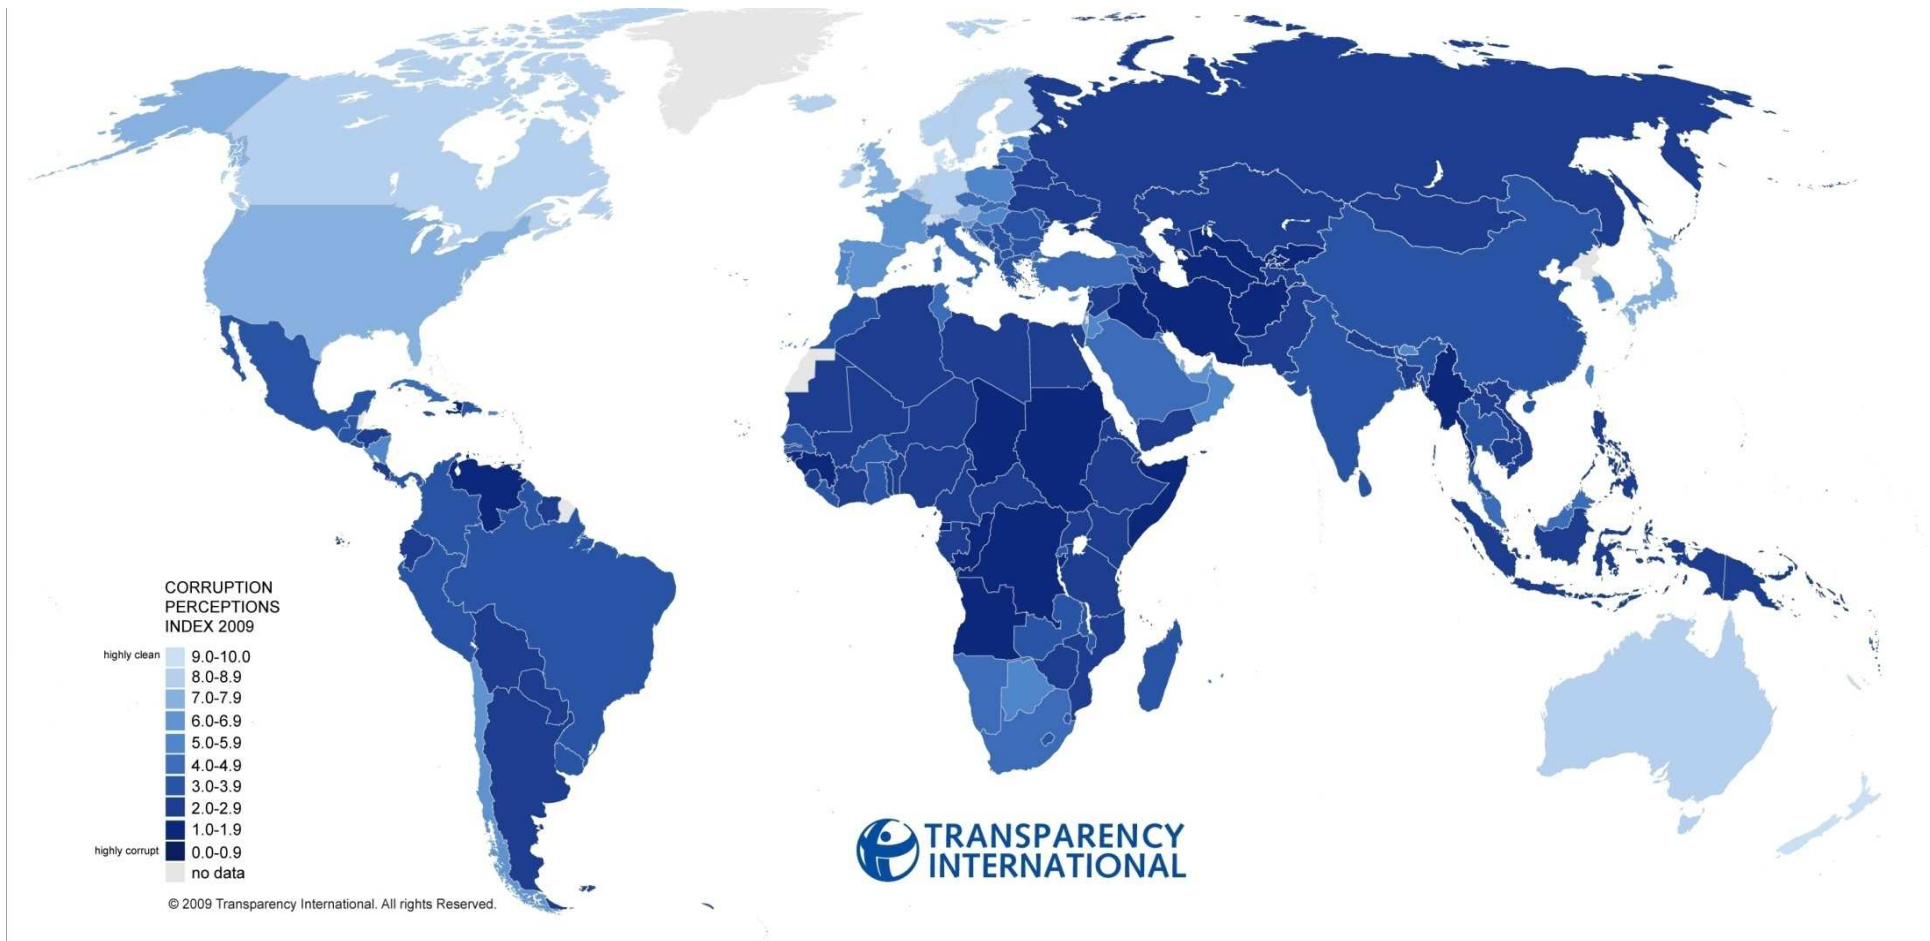 CORRUPTION
PERCEPTIONS
INDEX 2009
highly clean
9.0-10.0
8.0-8.9
7.0-7.9
6.0-6.9
5.0-5.9
4.0-4.9
3.0-3.9
2.0-2.9
1.0-1.9
highly corrupt
0.0-0.9
no data
© 2009 Transparency International. All rights Reserved.
TRANSPARENCY
INTERNATIONAL